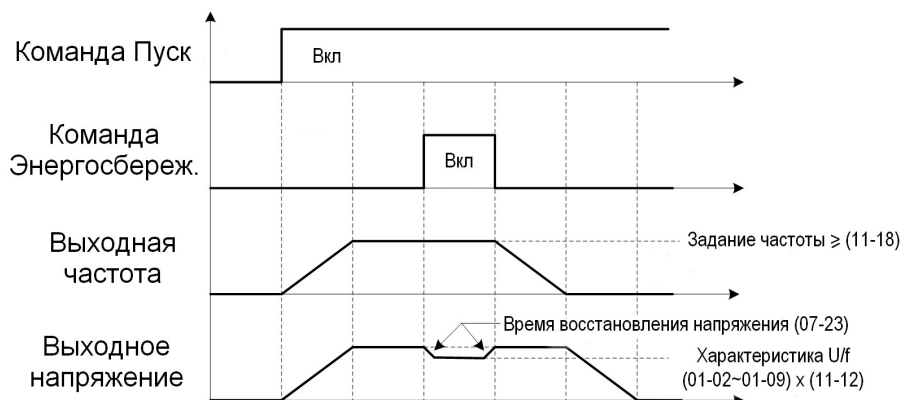 Команда Пуск
Вкл
Команда
Энергосбереж.
Вкл
Выходная
частота
Задание частоты ⩾ (11-18)
Выходное
напряжение
Время восстановления напряжения (07-23)
Характеристика U/f
(01-02~01-09) x (11-12)